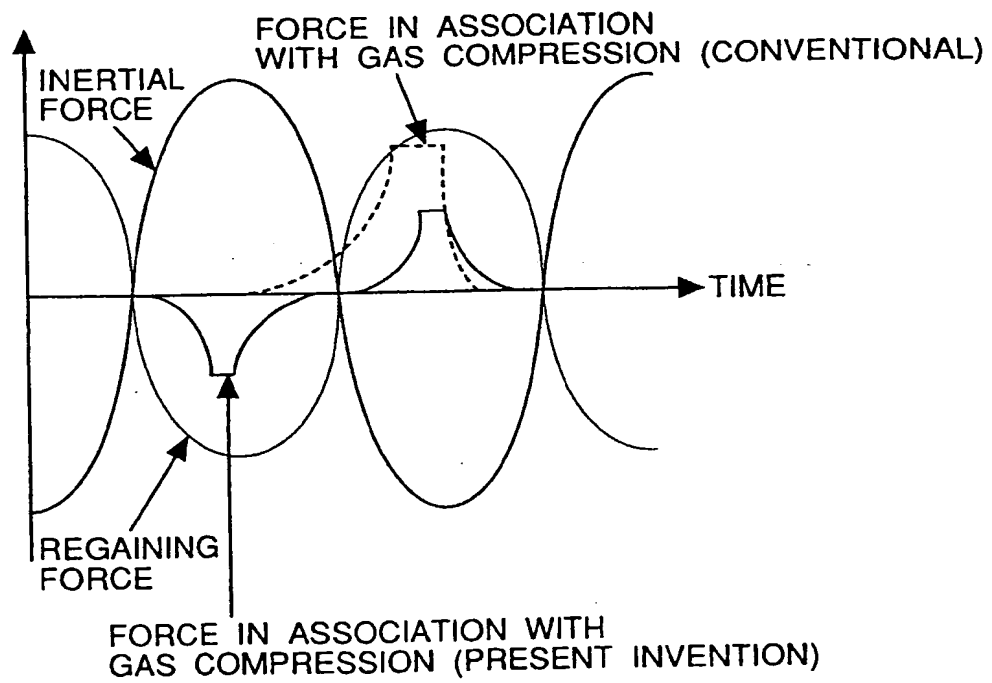 FORCE IN ASSOCIATION
WITH GAS COMPRESSION (CONVENTIONAL)
INERTIAL
FORCE
TIME
REGAINING
FORCE
FORCE IN ASSOCIATION WITH
GAS COMPRESSION (PRESENT INVENTION)